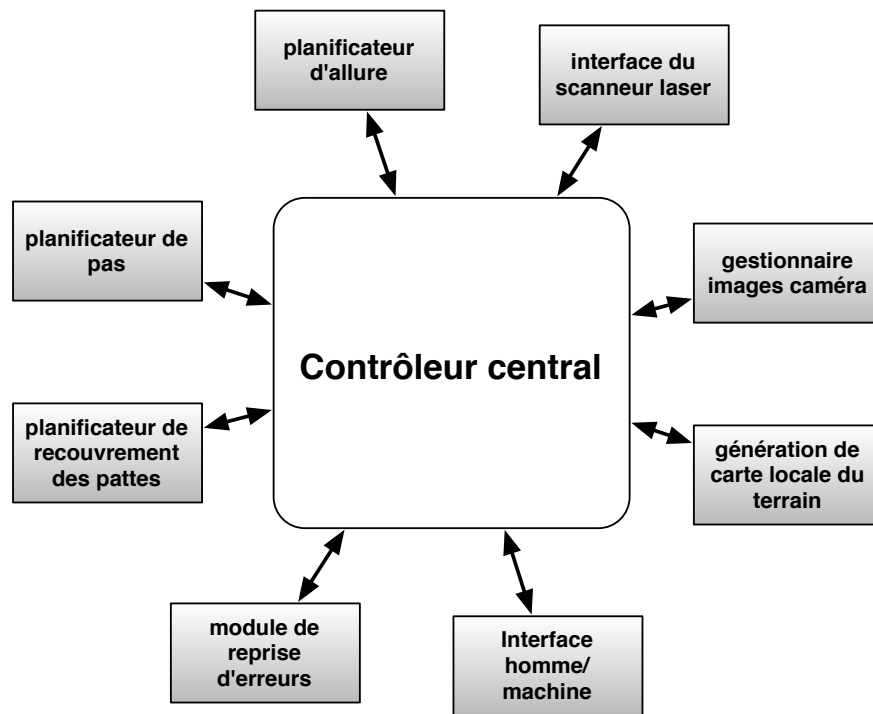 planificateur
d'allure
interface du
scanneur laser
planificateur de
pas
gestionnaire
images caméra
Contrôleur central
planificateur de
recouvrement
des pattes
génération de
carte locale du
terrain
module de
reprise
d'erreurs
Interface
homme/
machine